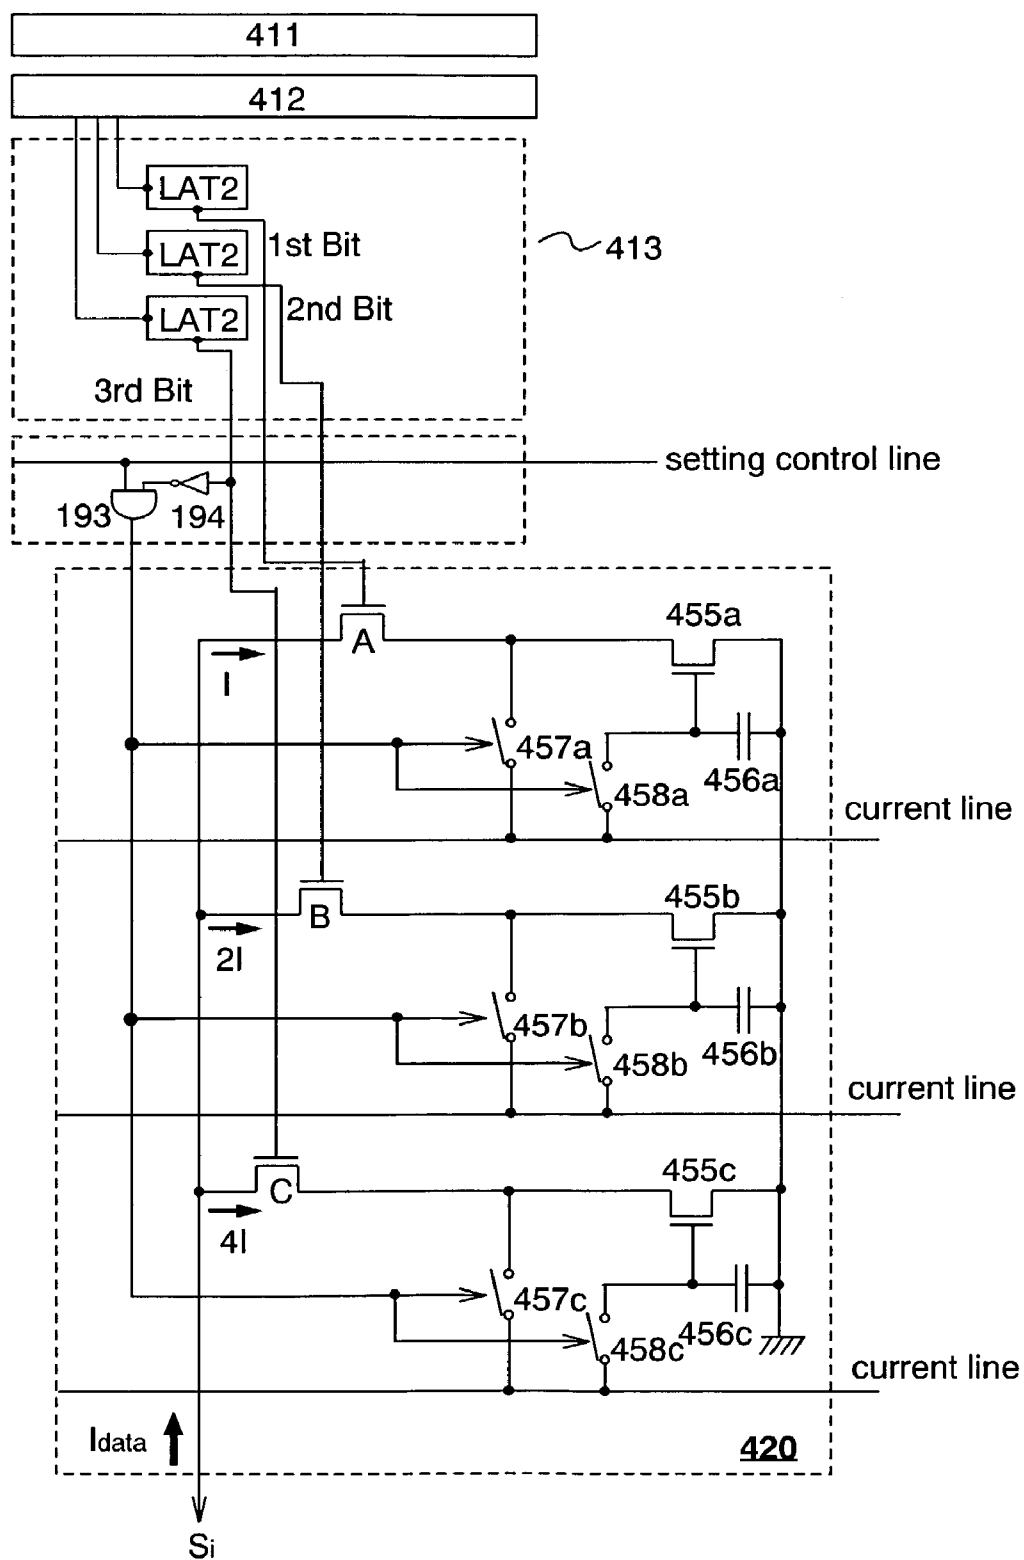 411
412
LAT2
1st Bit
LAT2
413
2nd Bit
LAT2
3rd Bit
setting control line
193
194
A
455a
I
457a
458a
456a
current line
B
455b
2I
457b
458b
456b
current line
C
455c
4I
457c
458c
456c
current line
Idata
420
Si